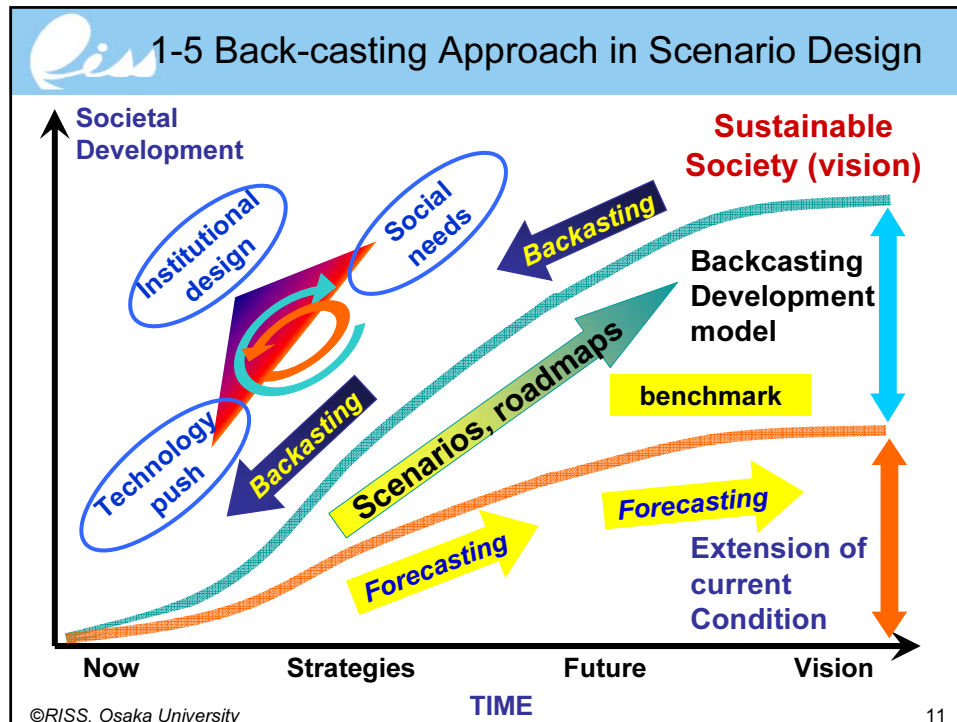 Riss
1-5 Back-casting Approach in Scenario Design
Societal
Development
Sustainable
Society (vision)
Institutional
design
Social
needs
Backasting
Backcasting
Development
model
Technology
push
Backasting
Scenarios, roadmaps
benchmark
Forecasting
Forecasting
Extension of
current
Condition
Now
Strategies
Future
Vision
TIME
©RISS, Osaka University
11